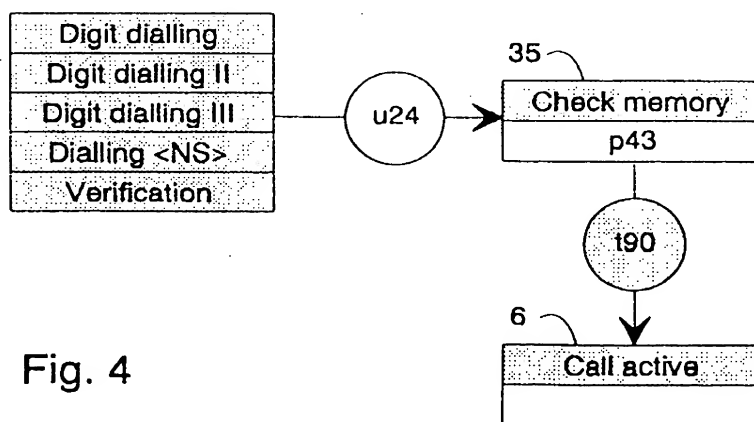 Digit dialling
Digit dialling II
Digit dialling III
Dialling <NS>
Verification
u24
35
Check memory
p43
t90
6
Call active
Fig. 4